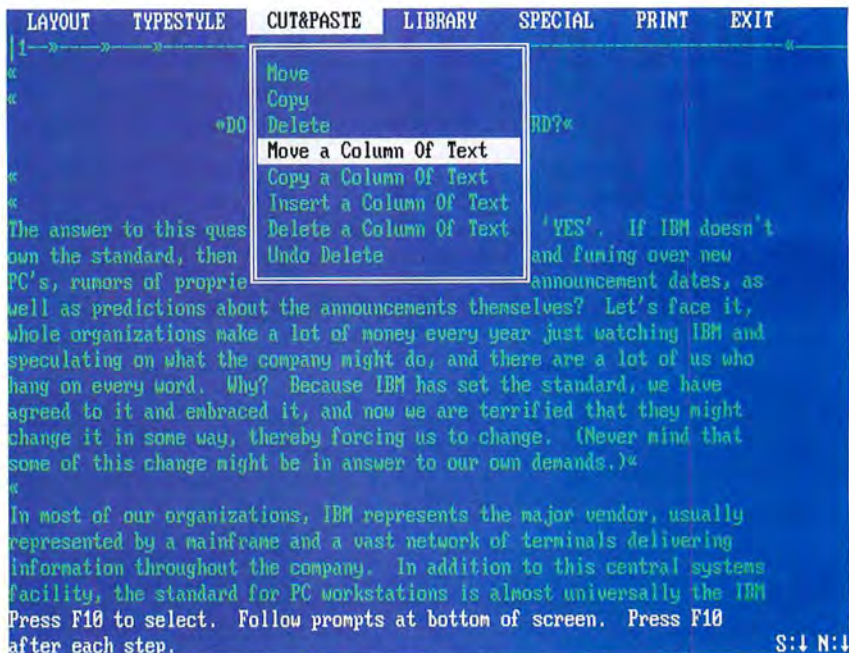 LAYOUT TYPESTYLE CUT&PASTE LIBRARY SPECIAL PRINT EXIT
|1--»-----»-----»-----------«-----
«
Move
«
Copy
«DO Delete RD?«
Move a Column Of Text
« Copy a Column Of Text
« Insert a Column Of Text
The answer to this ques Delete a Column Of Text 'YES'. If IBM doesn't
own the standard, then Undo Delete and fuming over new
PC's, rumors of proprie announcement dates, as
well as predictions about the announcements themselves? Let's face it,
whole organizations make a lot of money every year just watching IBM and
speculating on what the company might do, and there are a lot of us who
hang on every word. Why? Because IBM has set the standard, we have
agreed to it and embraced it, and now we are terrified that they might
change it in some way, thereby forcing us to change. (Never mind that
some of this change might be in answer to our own demands.)«
«
In most of our organizations, IBM represents the major vendor, usually
represented by a mainframe and a vast network of terminals delivering
information throughout the company. In addition to this central systems
facility, the standard for PC workstations is almost universally the IBM
Press F10 to select. Follow prompts at bottom of screen. Press F10
after each step. S:↓ N:↓